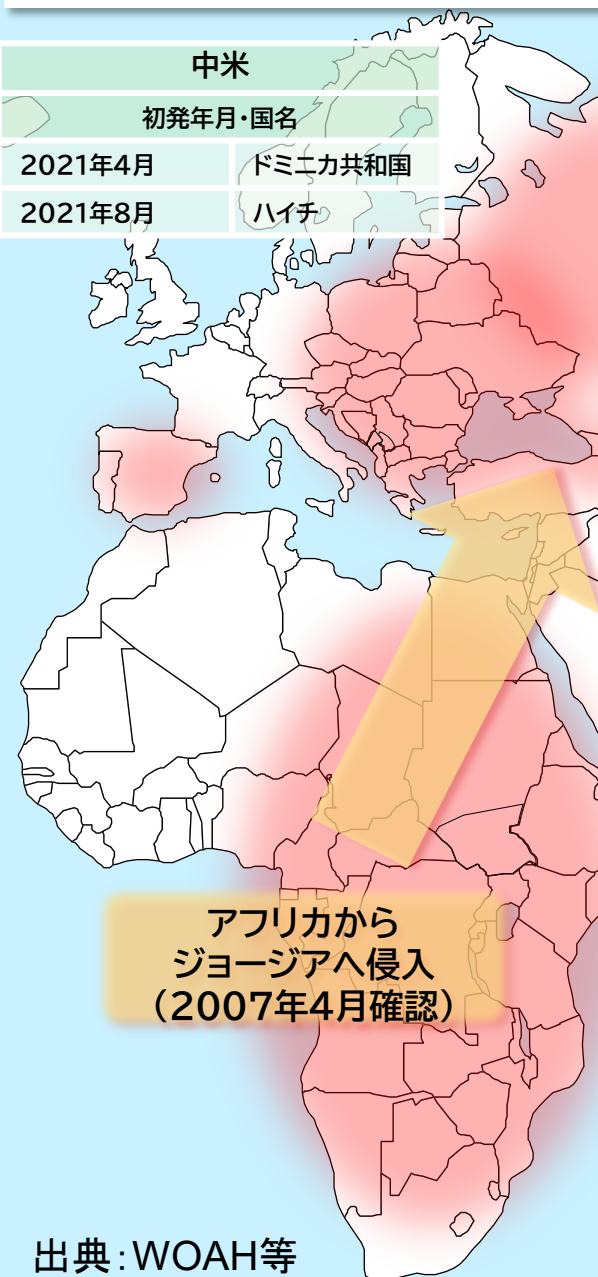 中米
初発年月・国名
2021年4月 ドミニカ共和国
2021年8月 ハイチ
アフリカから
ジョージアへ侵入
(2007年4月確認)
出典:WOAH等